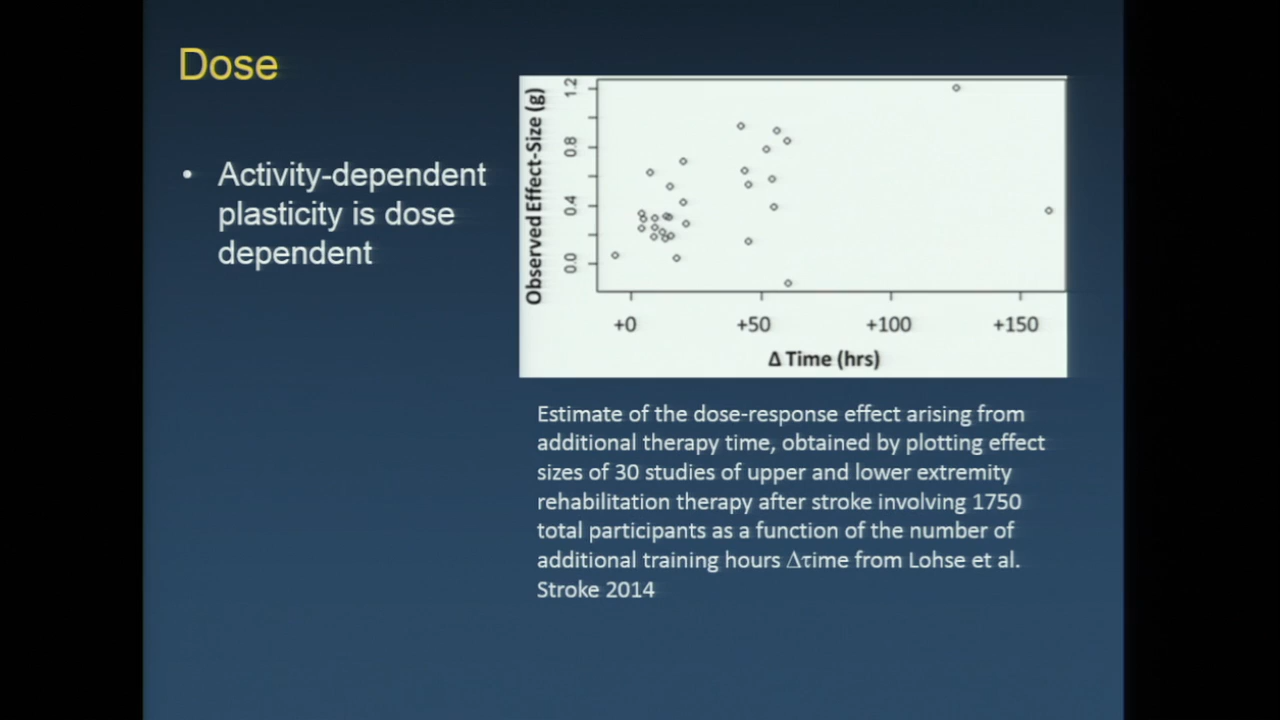 Dose
• Activity-dependent
plasticity is dose
dependent
Observed Effect-Size (g)
1.2
0.8
0.4
0.0
+0 +50 +100 +150
Δ Time (hrs)
Estimate of the dose-response effect arising from
additional therapy time, obtained by plotting effect
sizes of 30 studies of upper and lower extremity
rehabilitation therapy after stroke involving 1750
total participants as a function of the number of
additional training hours Δτime from Lohse et al.
Stroke 2014